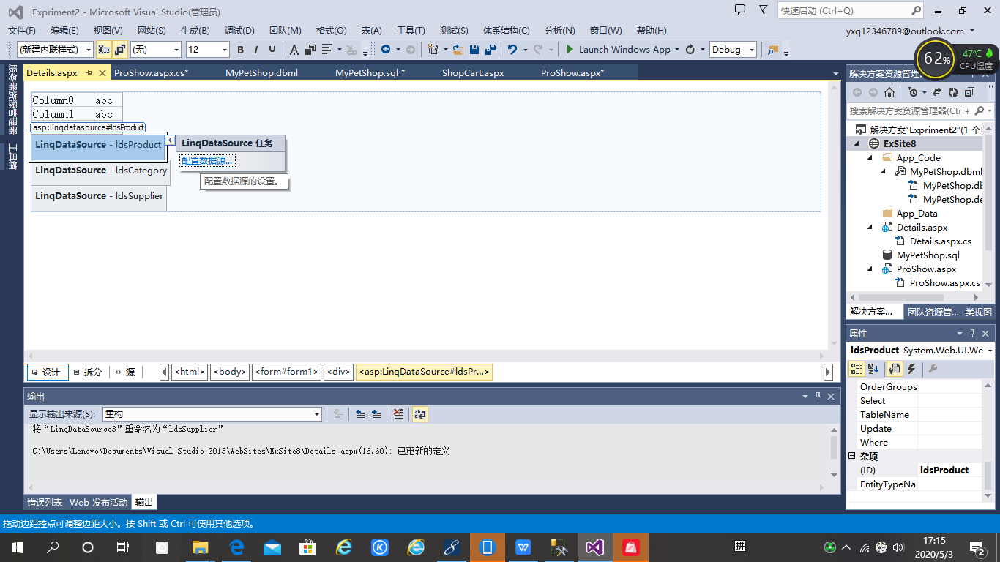 Expriment2 - Microsoft Visual Studio(管理员)
快速启动 (Ctrl+Q)
文件(F) 编辑(E) 视图(V) 网站(S) 生成(B) 调试(D) 团队(M) 格式(O) 表(A) 工具(T) 测试(S) 体系结构(C) 分析(N) 窗口(W) 帮助(H)
yxq12346789@outlook.com
(新建内联样式) (无) 12 B I U A Launch Windows App Debug
62% 47℃
CPU温度
服务器资源管理器
工具箱
Details.aspx ProShow.aspx.cs* MyPetShop.dbml MyPetShop.sql * ShopCart.aspx ProShow.aspx*
Column0 abc
Column1 abc
asp:linqdatasource#ldsProduct
LinqDataSource - ldsProduct
LinqDataSource 任务
配置数据源...
LinqDataSource - ldsCategory
配置数据源的设置。
LinqDataSource - ldsSupplier
设计 拆分 源 <html> <body> <form#form1> <div> <asp:LinqDataSource#ldsPr...>
输出
显示输出来源(S): 重构
将“LinqDataSource3”重命名为“ldsSupplier”
C:\Users\Lenovo\Documents\Visual Studio 2013\WebSites\ExSite8\Details.aspx(16,60): 已更新的定义
错误列表 Web 发布活动 输出
解决方案资源管理
搜索解决方案资源管理器(Ctrl+
解决方案"Expriment2"(1 个
ExSite8
App_Code
MyPetShop.dbml
MyPetShop.db
MyPetShop.de
App_Data
Details.aspx
Details.aspx.cs
MyPetShop.sql
ProShow.aspx
ProShow.aspx.cs
解决方案... 团队资源管... 类视图
属性
ldsProduct System.Web.UI.We
OrderGroups
Select
TableName
Update
Where
杂项
(ID) ldsProduct
EntityTypeNa
拖动边距控点可调整边距大小。按 Shift 或 Ctrl 可使用其他选项。
拼
17:15
2020/5/3
2